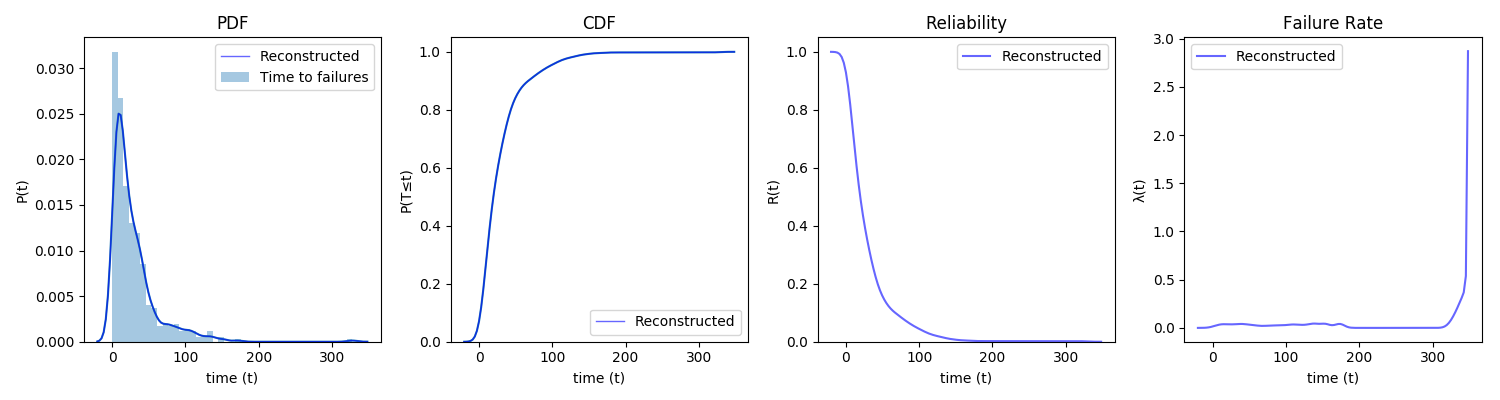 PDF
Reconstructed
Time to failures
0.030
0.025
0.020
0.015
0.010
0.005
0.000
P(t)
0 100 200 300
time (t)
CDF
1.0
0.8
0.6
0.4
0.2
0.0
P(T≤t)
Reconstructed
0 100 200 300
time (t)
Reliability
Reconstructed
1.0
0.8
0.6
0.4
0.2
0.0
R(t)
0 100 200 300
time (t)
Failure Rate
Reconstructed
3.0
2.5
2.0
1.5
1.0
0.5
0.0
λ(t)
0 100 200 300
time (t)